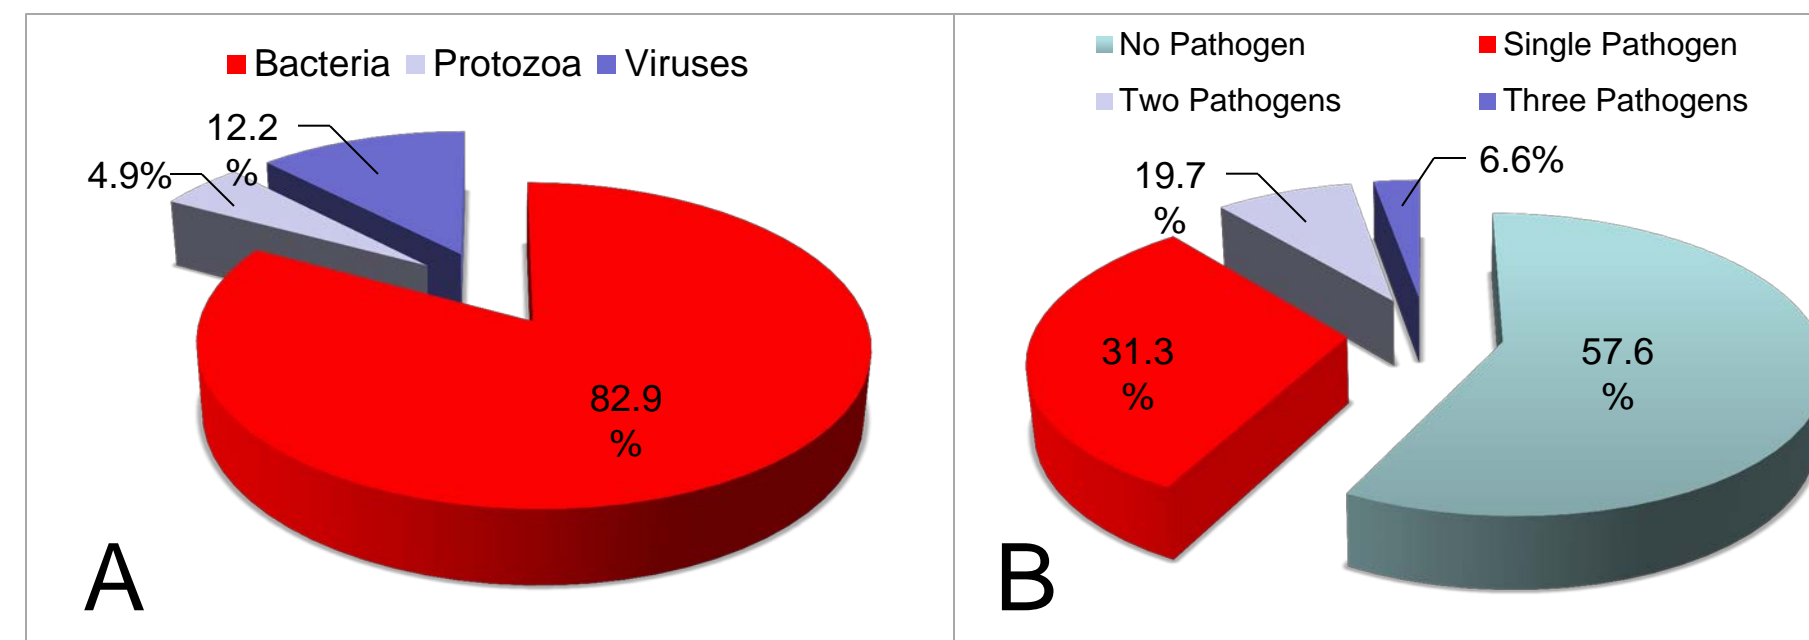 Bacteria Protozoa Viruses
12.2
%
4.9%
82.9
%
A
No Pathogen Single Pathogen
Two Pathogens Three Pathogens
6.6%
19.7
%
31.3
%
57.6
%
B